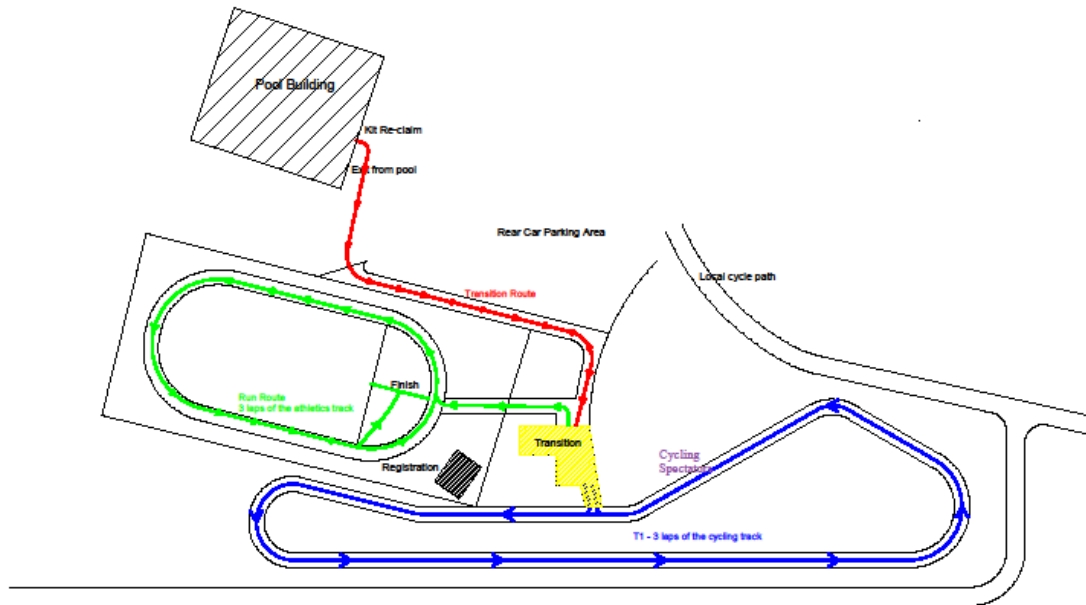 Pool Building
Kit Re-claim
Exit from pool
Rear Car Parking Area
Local cycle path
Transition Route
Finish
Run Route
3 laps of the athletics track
Transition
Registration
Cycling
Spectators
T1 - 3 laps of the cycling track